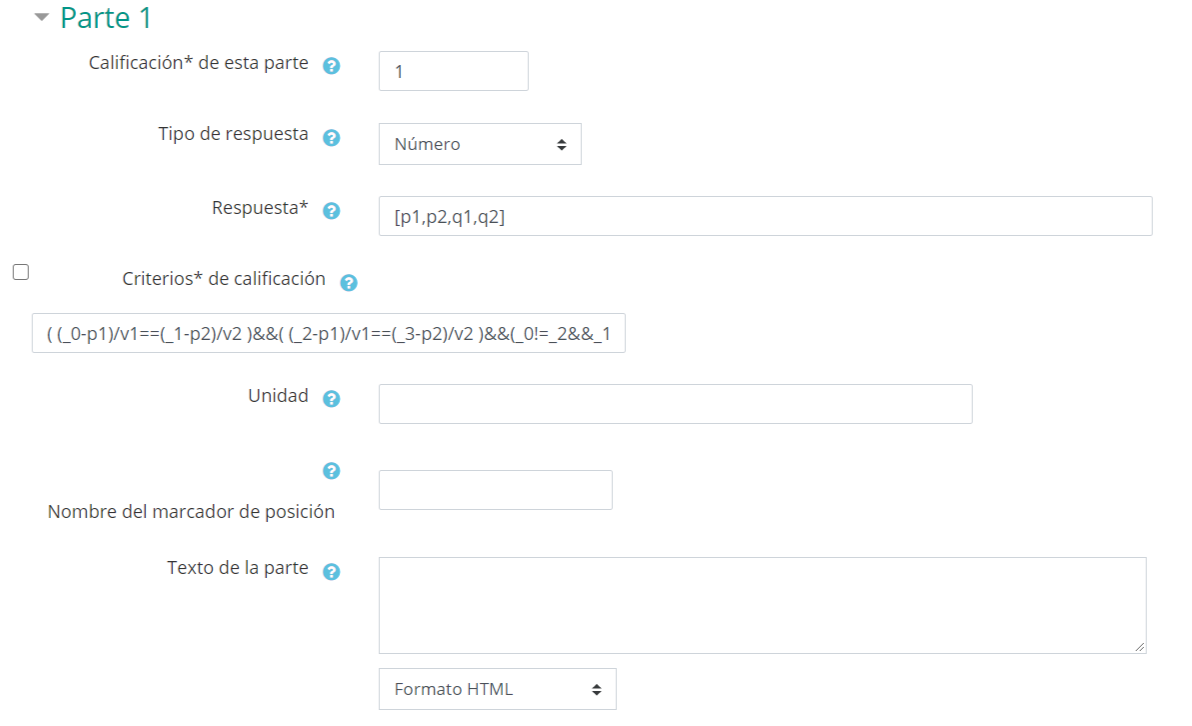 Parte 1
Calificación* de esta parte
1
Tipo de respuesta
Número
Respuesta*
[p1,p2,q1,q2]
Criterios* de calificación
( (_0-p1)/v1==(_1-p2)/v2 )&&( (_2-p1)/v1==(_3-p2)/v2 )&&(_0!=_2&&_1
Unidad
Nombre del marcador de posición
Texto de la parte
Formato HTML